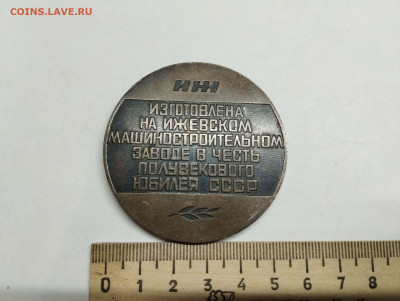 COINS.LAVE.RU
ИЖ
ИЗГОТОВЛЕНА
НА ИЖЕВСКОМ
МАШИНОСТРОИТЕЛЬНОМ
ЗАВОДЕ В ЧЕСТЬ
ПОЛУВЕКОВОГО
ЮБИЛЕЯ СССР
0 1 2 3 4 5 6 7 8